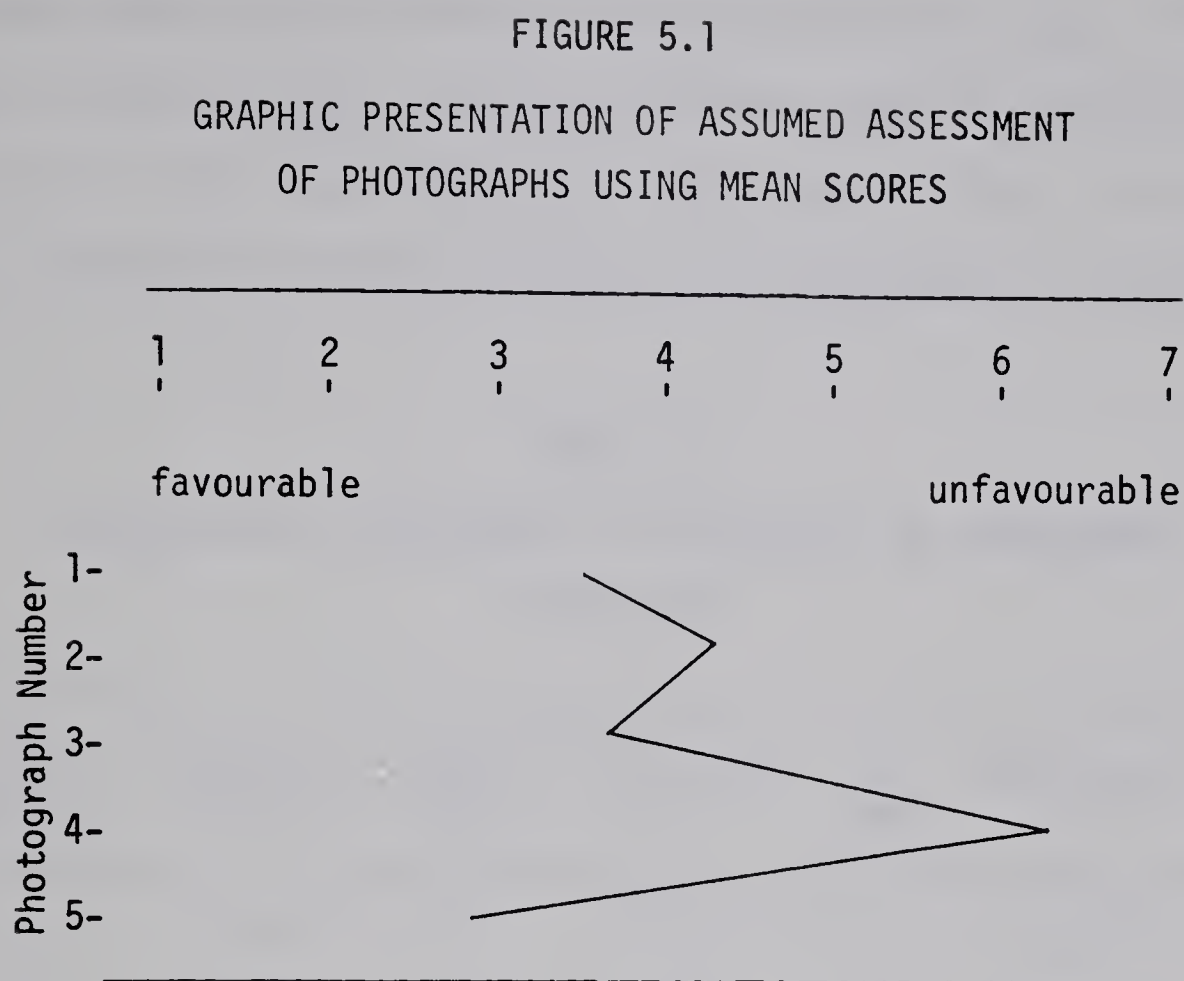 FIGURE 5.1
GRAPHIC PRESENTATION OF ASSUMED ASSESSMENT
OF PHOTOGRAPHS USING MEAN SCORES
1 2 3 4 5 6 7
favourable unfavourable
Photograph Number
1-
2-
3-
4-
5-